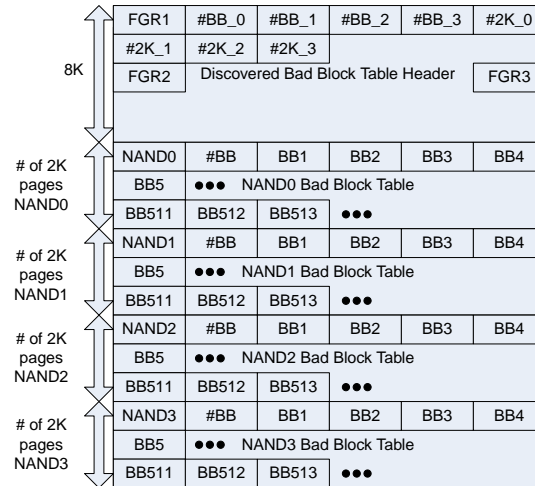 FGR1 #BB_0 #BB_1 #BB_2 #BB_3 #2K_0
#2K_1 #2K_2 #2K_3
8K
FGR2 Discovered Bad Block Table Header FGR3
NAND0 #BB BB1 BB2 BB3 BB4
# of 2K
pages
NAND0
BB5 ●●● NAND0 Bad Block Table
BB511 BB512 BB513 ●●●
NAND1 #BB BB1 BB2 BB3 BB4
# of 2K
pages
NAND1
BB5 ●●● NAND1 Bad Block Table
BB511 BB512 BB513 ●●●
NAND2 #BB BB1 BB2 BB3 BB4
# of 2K
pages
NAND2
BB5 ●●● NAND2 Bad Block Table
BB511 BB512 BB513 ●●●
NAND3 #BB BB1 BB2 BB3 BB4
# of 2K
pages
NAND3
BB5 ●●● NAND3 Bad Block Table
BB511 BB512 BB513 ●●●